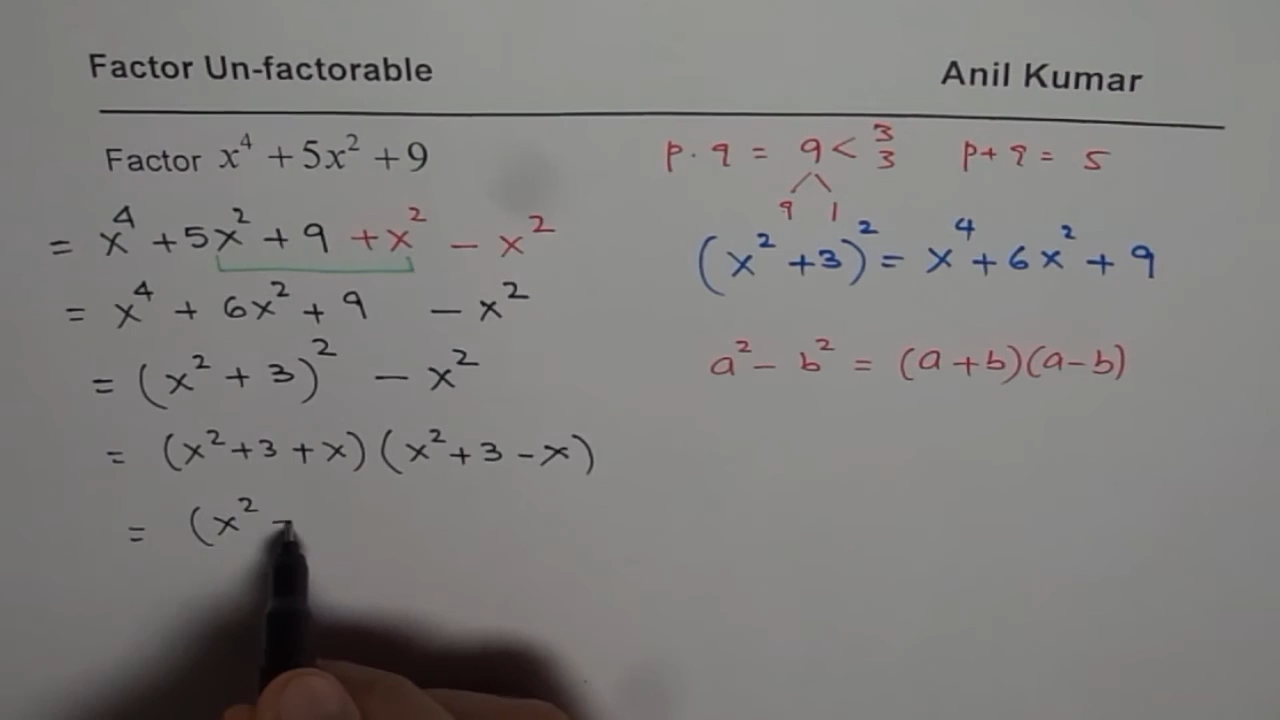 Factor Un-factorable
Anil Kumar
Factor x⁴ + 5x² + 9
= x⁴ + 5x² + 9 + x² - x²
= x⁴ + 6x² + 9 - x²
= (x² + 3)² - x²
= (x² + 3 + x)(x² + 3 - x)
= (x² -
p · q = 9 < 3 3
9 1
p + q = 5
(x² + 3)² = x⁴ + 6x² + 9
a² - b² = (a + b)(a - b)